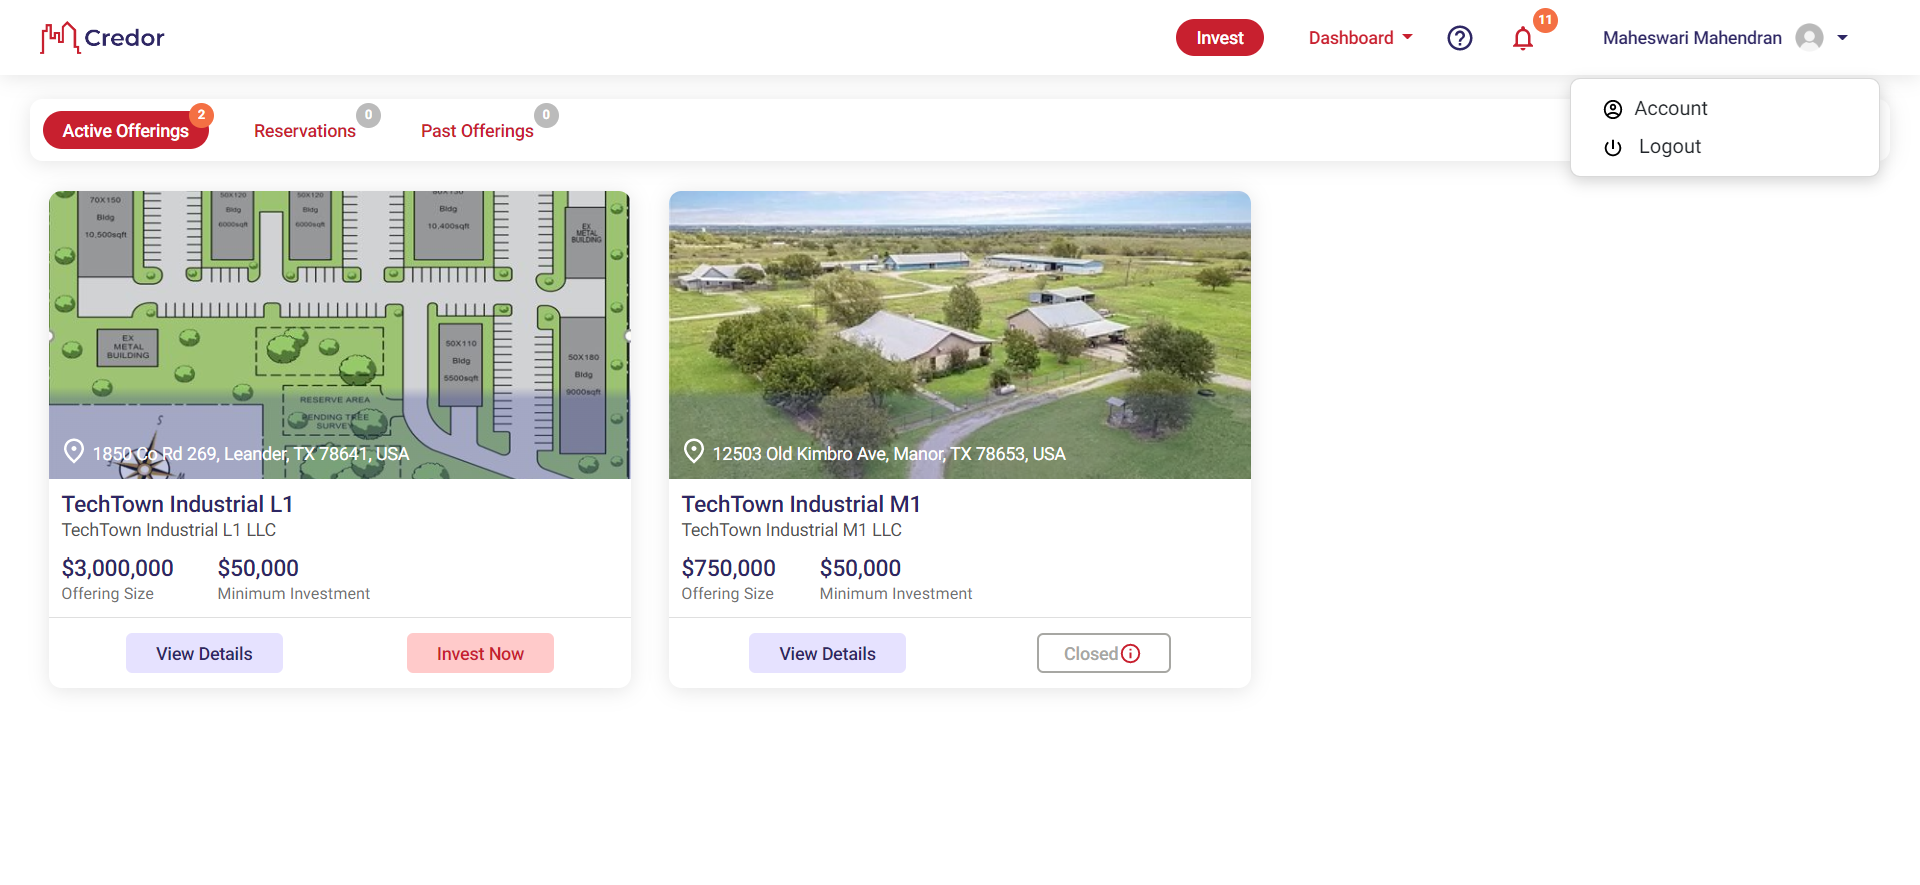 Credor
Invest
Dashboard
11
Maheswari Mahendran
Account
Logout
Active Offerings
2
Reservations
0
Past Offerings
0
70X150
Bldg
10,500sqft
50X120
Bldg
6000sqft
50X120
Bldg
6000sqft
80X130
Bldg
10,400sqft
EX
METAL
BUILDING
EX
METAL
BUILDING
50X110
Bldg
5500sqft
50X180
Bldg
9000sqft
RESERVE AREA
PENDING TREE
SURVEY
S
1850 Co Rd 269, Leander, TX 78641, USA
TechTown Industrial L1
TechTown Industrial L1 LLC
$3,000,000
$50,000
Offering Size
Minimum Investment
View Details
Invest Now
12503 Old Kimbro Ave, Manor, TX 78653, USA
TechTown Industrial M1
TechTown Industrial M1 LLC
$750,000
$50,000
Offering Size
Minimum Investment
View Details
Closed